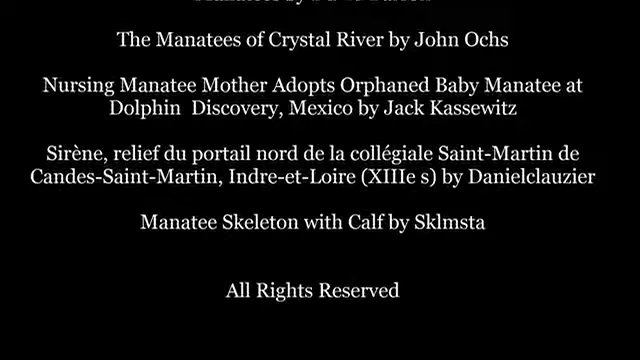 The Manatees of Crystal River by John Ochs
Nursing Manatee Mother Adopts Orphaned Baby Manatee at
Dolphin Discovery, Mexico by Jack Kassewitz
Sirène, relief du portail nord de la collégiale Saint-Martin de
Candes-Saint-Martin, Indre-et-Loire (XIIIe s) by Danielclauzier
Manatee Skeleton with Calf by Sklmsta
All Rights Reserved